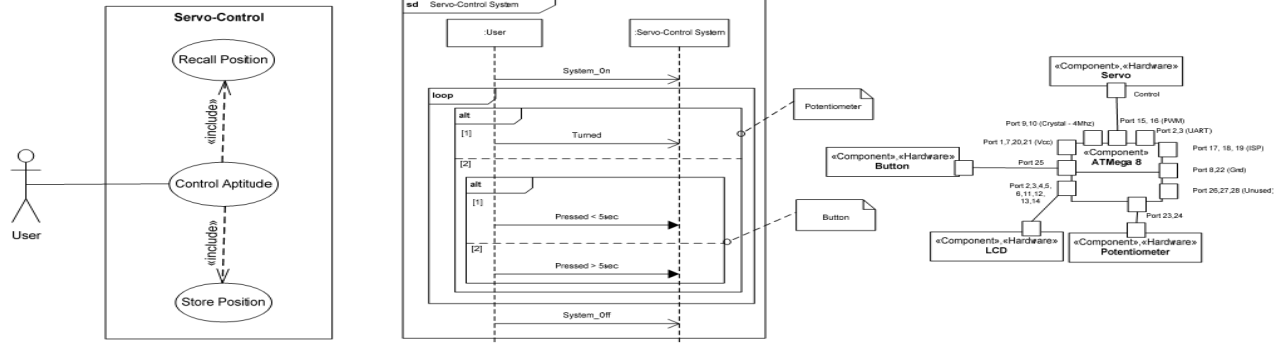 Servo-Control
Recall Position
«include»
Control Aptitude
«include»
Store Position
User
sd Servo-Control System
:User
:Servo-Control System
System_On
loop
alt
[1]
Turned
[2]
alt
[1]
Pressed < 5sec
[2]
Pressed > 5sec
System_Off
Potentiometer
Button
«Component»,«Hardware»
Servo
Control
Port 9,10 (Crystal - 4Mhz)
Port 15, 16 (PWM)
Port 2,3 (UART)
Port 1,7,20,21 (Vcc)
Port 17, 18, 19 (ISP)
«Component»
ATMega 8
«Component»,«Hardware»
Button
Port 25
Port 8,22 (Gnd)
Port 2,3,4,5,
6,11,12,
13,14
Port 26,27,28 (Unused)
Port 23,24
«Component»,«Hardware»
LCD
«Component»,«Hardware»
Potentiometer